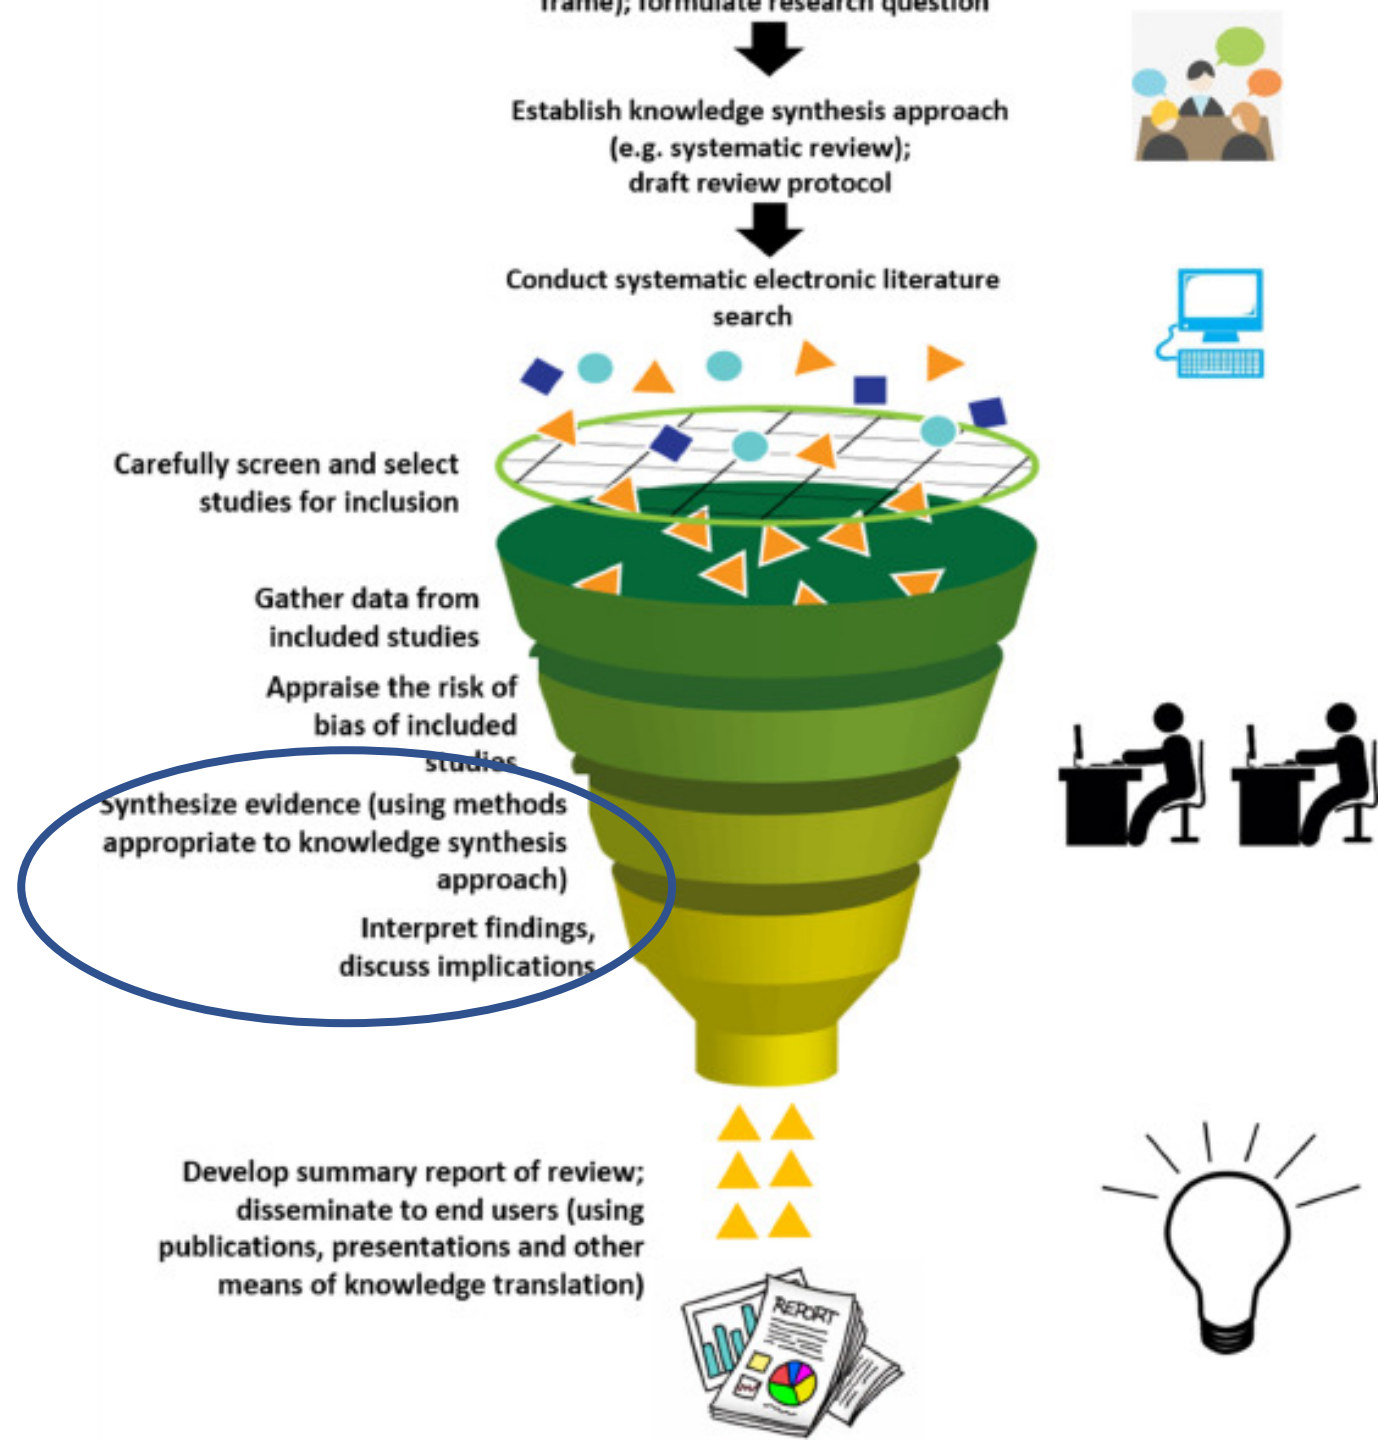 frame); formulate research question
Establish knowledge synthesis approach
(e.g. systematic review);
draft review protocol
Conduct systematic electronic literature
search
Carefully screen and select
studies for inclusion
Gather data from
included studies
Appraise the risk of
bias of included
studies
Synthesize evidence (using methods
appropriate to knowledge synthesis
approach)
Interpret findings,
discuss implications
Develop summary report of review;
disseminate to end users (using
publications, presentations and other
means of knowledge translation)
REPORT